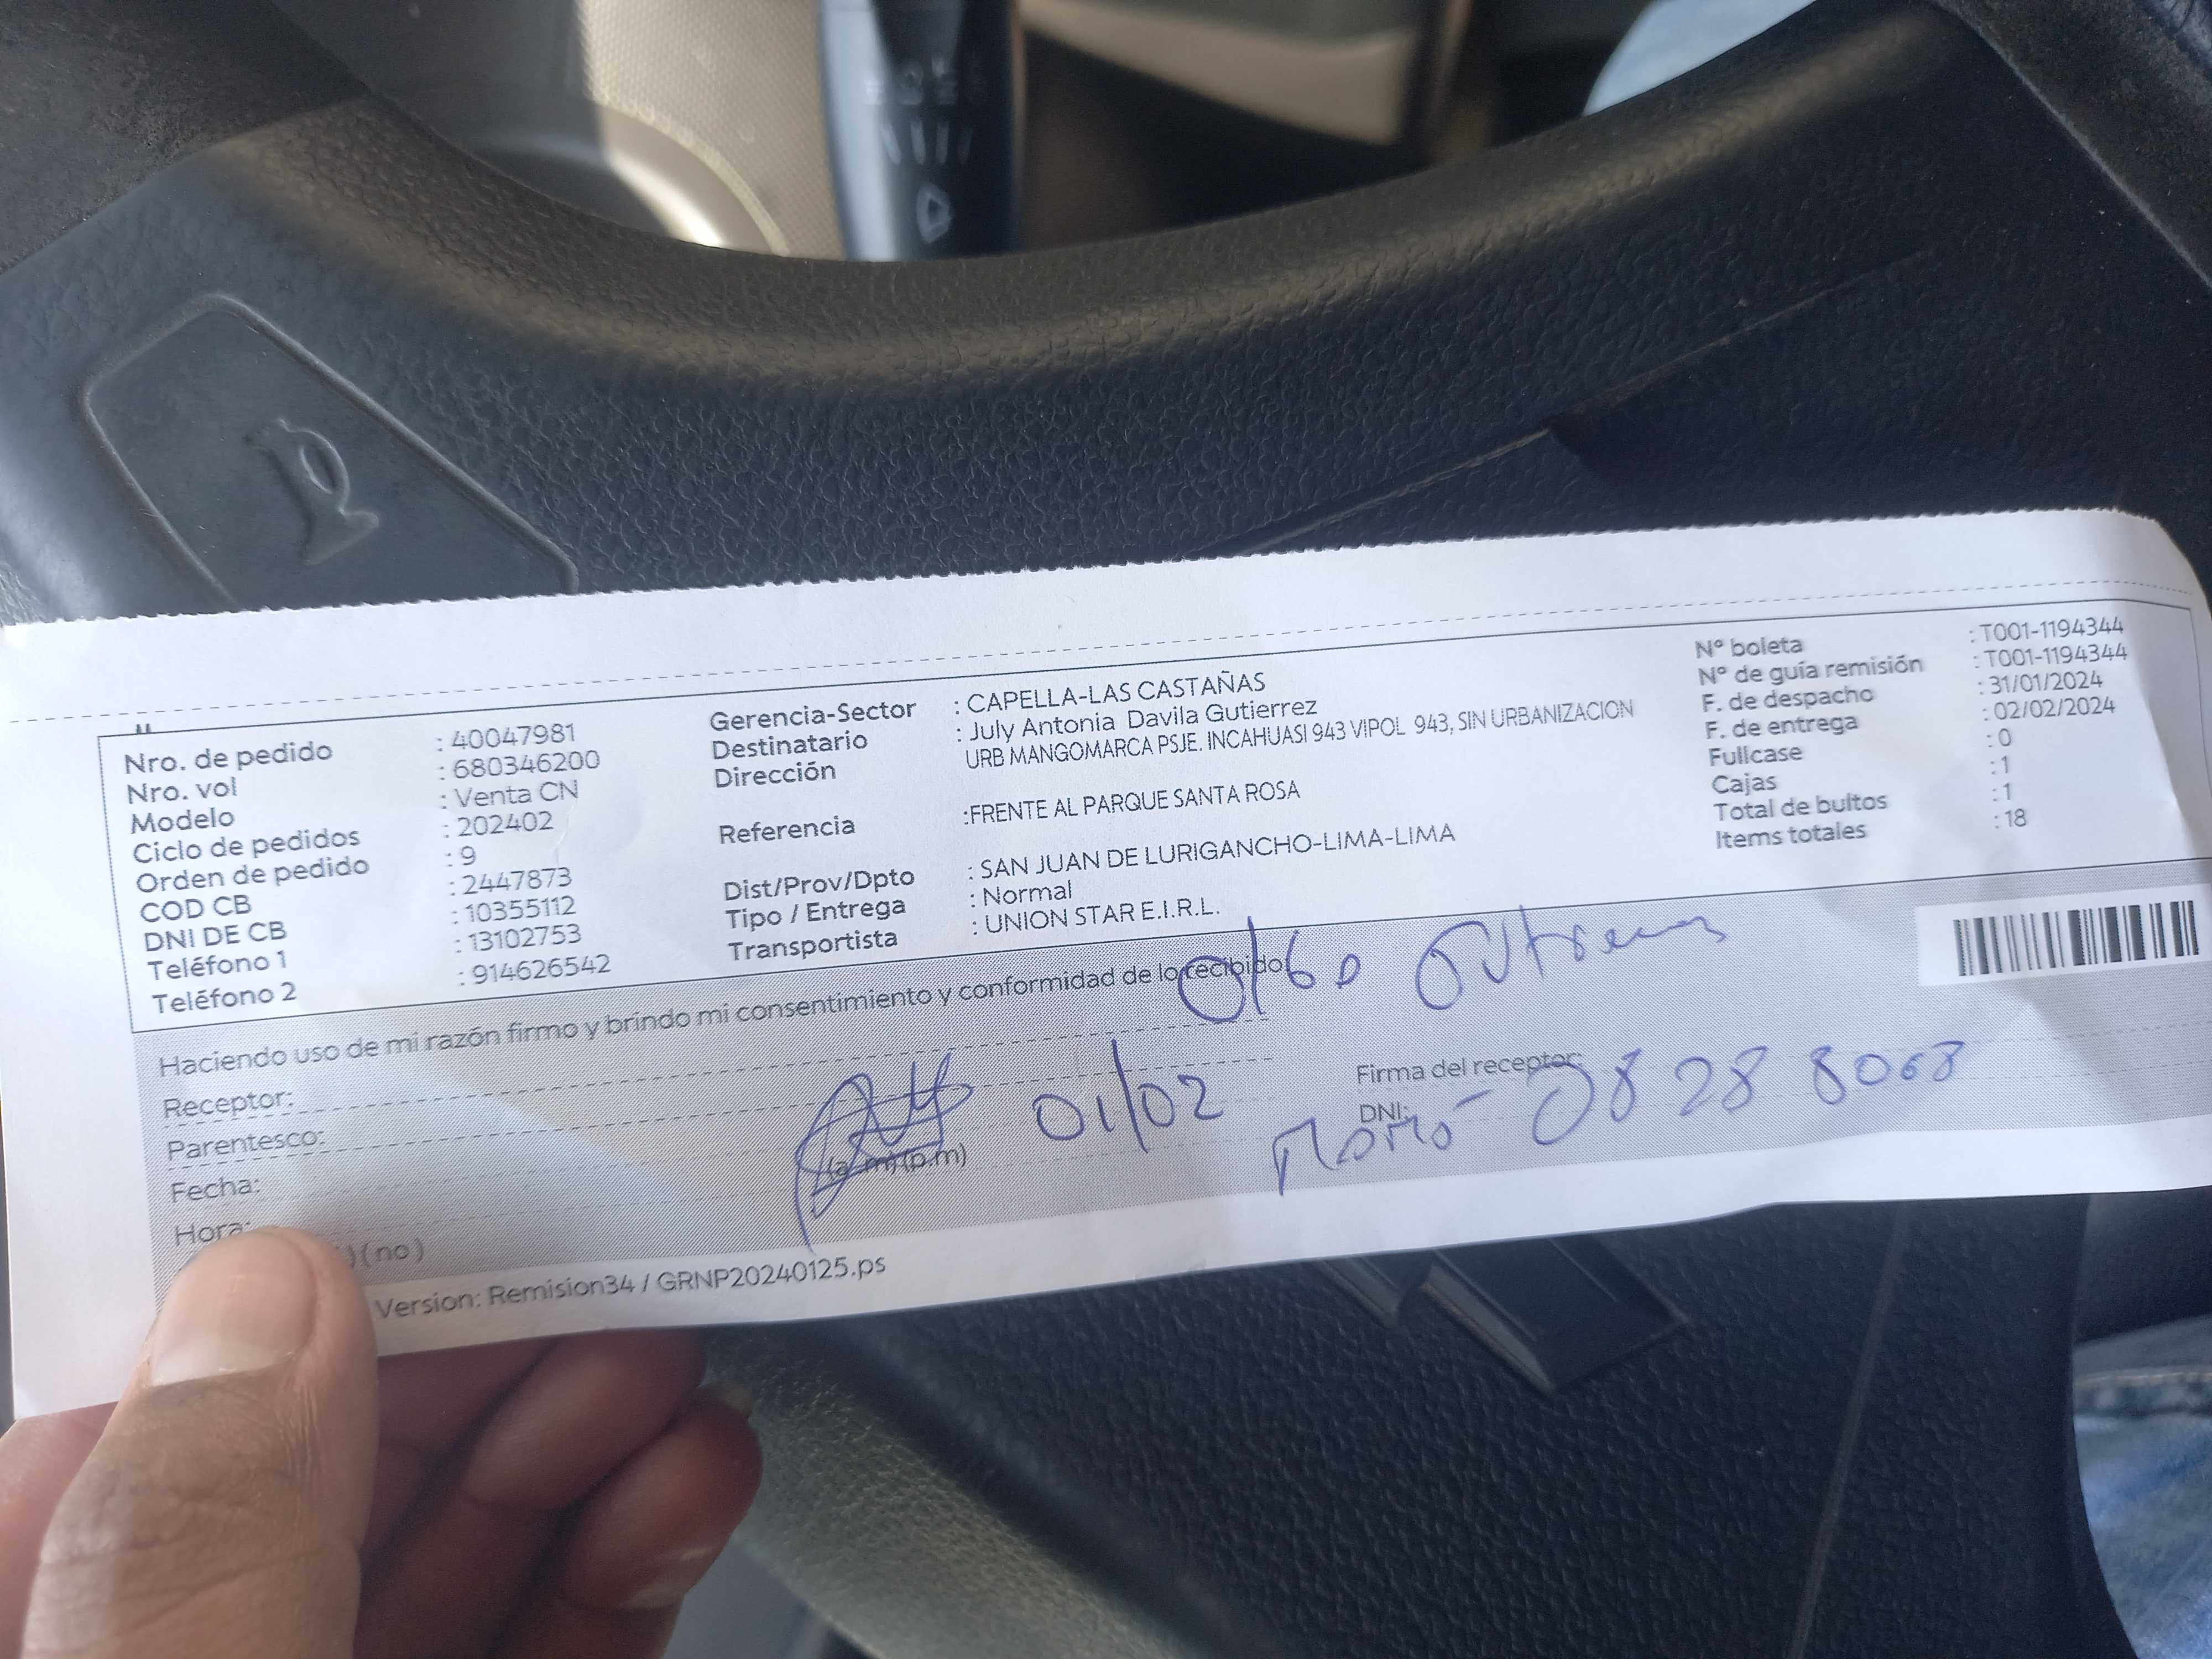 Nro. de pedido : 40047981
Nro. vol : 680346200
Modelo : Venta CN
Ciclo de pedidos : 202402
Orden de pedido : 9
COD CB : 2447873
DNI DE CB : 10355112
Teléfono 1 : 13102753
Teléfono 2 : 914626542
Gerencia-Sector : CAPELLA-LAS CASTAÑAS
Destinatario : July Antonia Davila Gutierrez
Dirección URB MANGOMARCA PSJE. INCAHUASI 943 VIPOL 943, SIN URBANIZACION
Referencia :FRENTE AL PARQUE SANTA ROSA
Dist/Prov/Dpto : SAN JUAN DE LURIGANCHO-LIMA-LIMA
Tipo / Entrega : Normal
Transportista : UNION STAR E.I.R.L.
Nº boleta : T001-1194344
Nº de guía remisión : T001-1194344
F. de despacho : 31/01/2024
F. de entrega : 02/02/2024
Fullcase : 0
Cajas : 1
Total de bultos : 1
Items totales : 18
Haciendo uso de mi razón firmo y brindo mi consentimiento y conformidad de lo recibido
Receptor:
Parentesco:
Fecha: 01/02
Hora: (a.m)(p.m)
)(no)
Firma del receptor:
DNI: 08288068
Version: Remision34 / GRNP20240125.ps